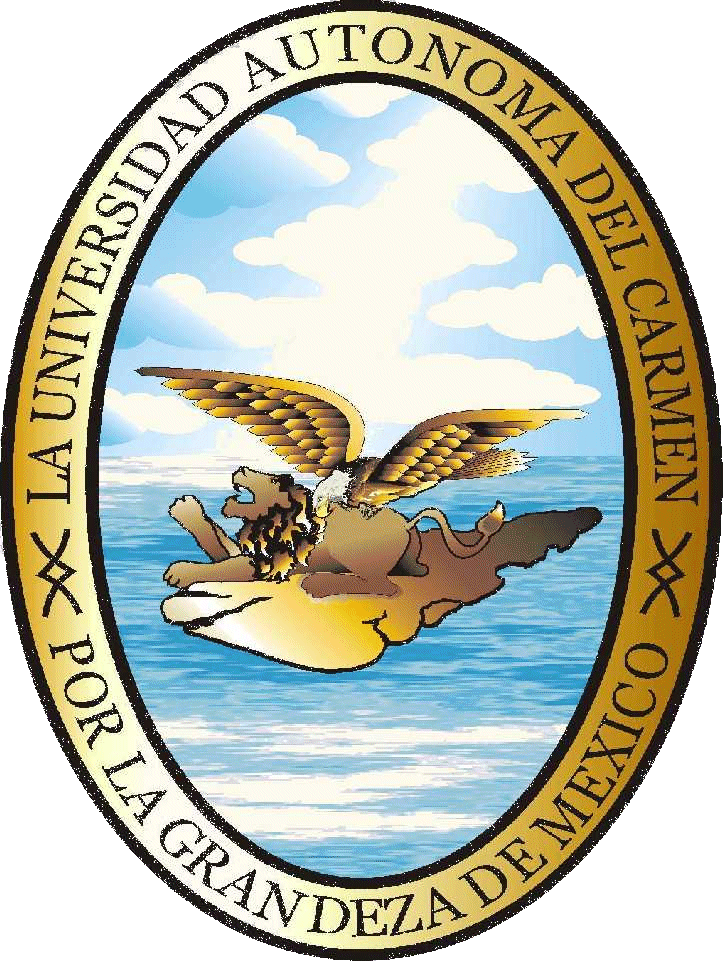 LA UNIVERSIDAD AUTONOMA DEL CARMEN
POR LA GRANDEZA DE MEXICO